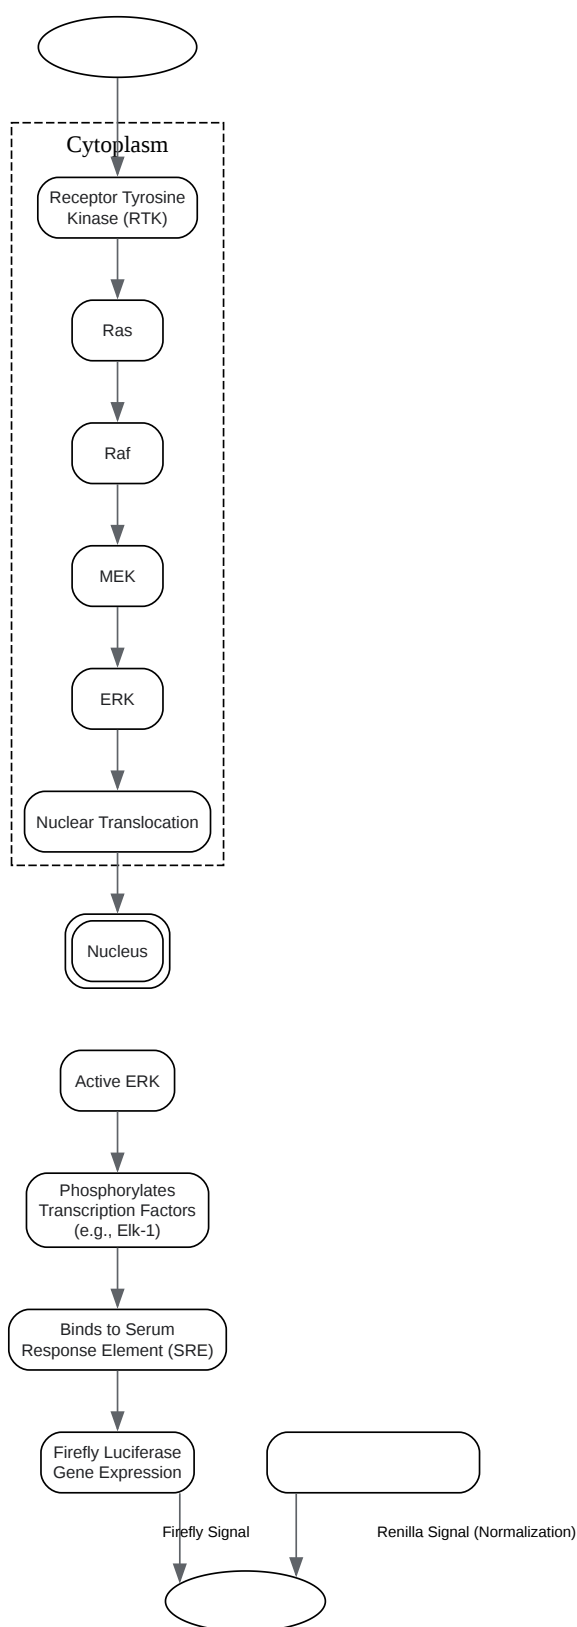 Cytoplasm
Receptor Tyrosine
Kinase (RTK)
Ras
Raf
MEK
ERK
Nuclear Translocation
Nucleus
Active ERK
Phosphorylates
Transcription Factors
(e.g., Elk-1)
Binds to Serum
Response Element (SRE)
Firefly Luciferase
Gene Expression
Firefly Signal
Renilla Signal (Normalization)